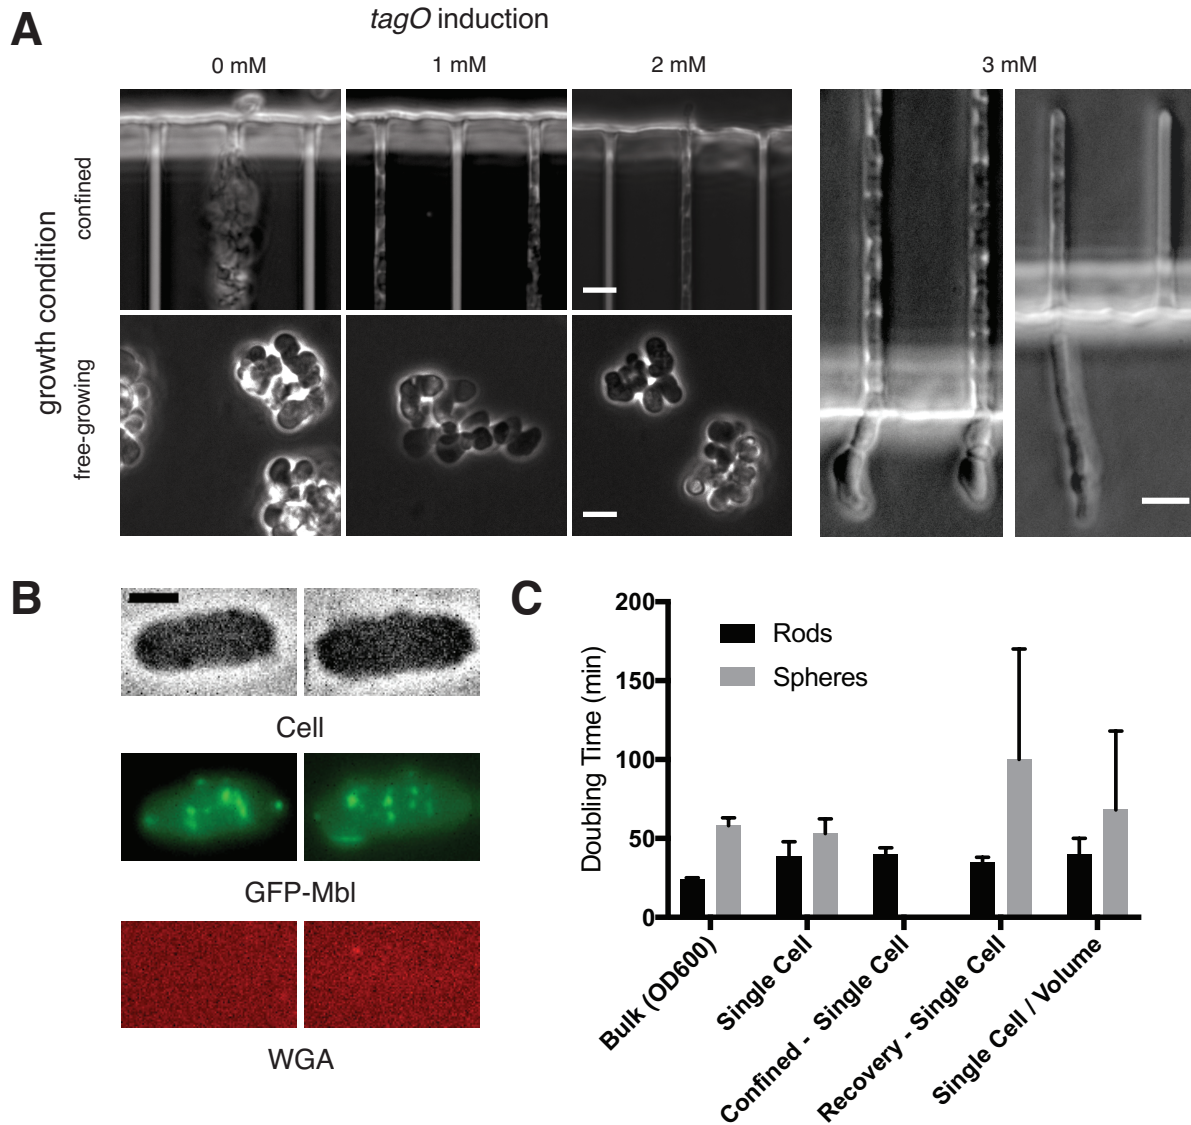 A
tagO induction
0 mM
1 mM
2 mM
3 mM
growth condition
confined
free-growing
B
Cell
GFP-Mbl
WGA
C
Doubling Time (min)
200
150
100
50
0
Rods
Spheres
Bulk (OD600)
Single Cell
Confined - Single Cell
Recovery - Single Cell
Single Cell / Volume